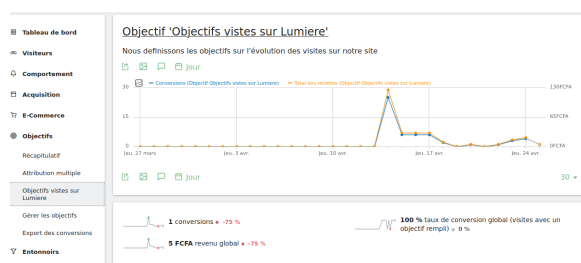 Tableau de bord
Visiteurs
Comportement
Acquisition
E-Commerce
Objectifs
Récapitulatif
Attribution multiple
Objectifs vistes sur
Lumiere
Gérer les objectifs
Export des conversions
Entonnoirs
Objectif 'Objectifs vistes sur Lumiere'
Nous definissons les objectifs sur l'évolution des visites sur notre site
Jour
Conversions (Objectif Objectifs vistes sur Lumiere) Total des recettes (Objectif Objectifs vistes sur Lumiere)
30 130FCFA
15 65FCFA
0 0FCFA
jeu. 27 mars jeu. 3 avr. jeu. 10 avr. jeu. 17 avr. jeu. 24 avr.
Jour 30
1 conversions -75 %
5 FCFA revenu global -75 %
100 % taux de conversion global (visites avec un
objectif rempli) 0 %